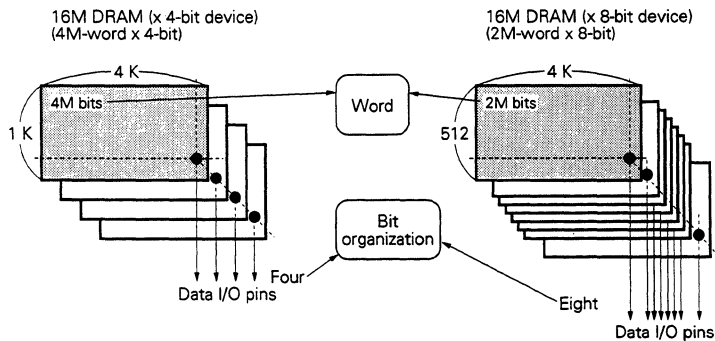 16M DRAM (x 4-bit device)
(4M-word x 4-bit)
4 K
4M bits
1 K
Four
Data I/O pins
Word
Bit
organization
16M DRAM (x 8-bit device)
(2M-word x 8-bit)
4 K
2M bits
512
Eight
Data I/O pins